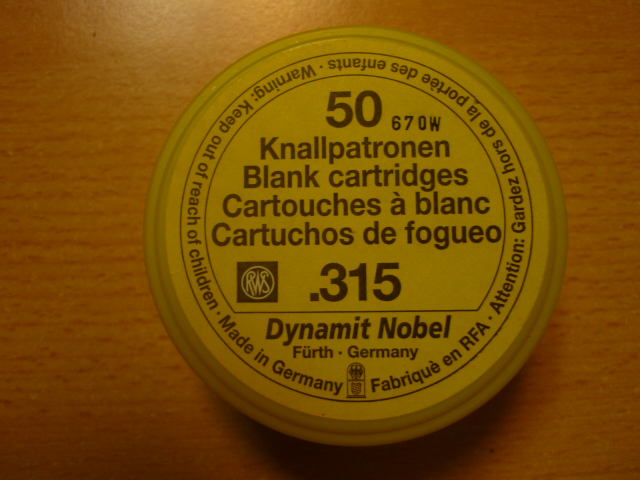 50
670W
Knallpatronen
Blank cartridges
Cartouches à blanc
Cartuchos de fogueo
RWS
.315
Dynamit Nobel
Fürth · Germany
Warning: Keep out of reach of children · Made in Germany
Fabriquè en RFA · Attention: Gardez hors de la portée des enfants ·